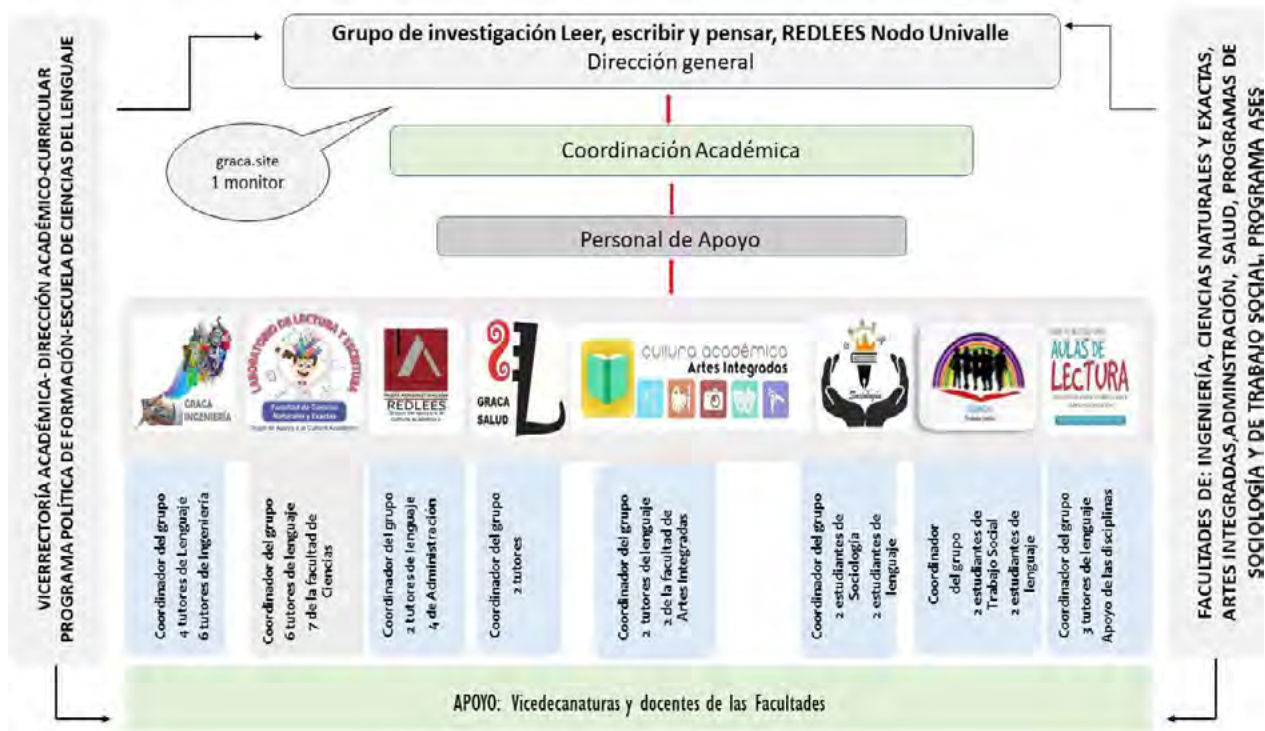 Grupo de investigación Leer, escribir y pensar, REDLEES Nodo Univalle
Dirección general
VICERRECTORÍA ACADÉMICA- DIRECCIÓN ACADÉMICO-CURRICULAR
PROGRAMA POLÍTICA DE FORMACIÓN-ESCUELA DE CIENCIAS DEL LENGUAJE
graca.site
1 monitor
Coordinación Académica
Personal de Apoyo
GRACA
INGENIERÍA
LABORATORIO DE LECTURA Y ESCRITURA
Facultad de Ciencias
Naturales y Exactas
REDLEES
GRACA
SALUD
cultura académica
Artes Integradas
Sociología
AULAS DE
LECTURA
Coordinador del grupo
4 tutores de Lenguaje
6 tutores de Ingeniería
Coordinador del grupo
6 tutores de lenguaje
7 de la facultad de
Ciencias
Coordinador del grupo
2 tutores de lenguaje
4 de Administración
Coordinador del grupo
2 tutores
Coordinador del grupo
2 tutores de lenguaje
2 de la facultad de
Artes Integradas
Coordinador del grupo
2 estudiantes de
Sociología
2 estudiantes de
lenguaje
Coordinador
del grupo
2 estudiantes de
Trabajo Social
2 estudiantes de
lenguaje
Coordinador del grupo
3 tutores de lenguaje
Apoyo de las disciplinas
APOYO: Vicedecanaturas y docentes de las Facultades
FACULTADES DE: INGENIERÍA, CIENCIAS NATURALES Y EXACTAS,
ARTES INTEGRADAS,ADMINISTRACIÓN, SALUD, PROGRAMAS DE
SOCIOLOGÍA Y DE TRABAJO SOCIAL, PROGRAMA ASES